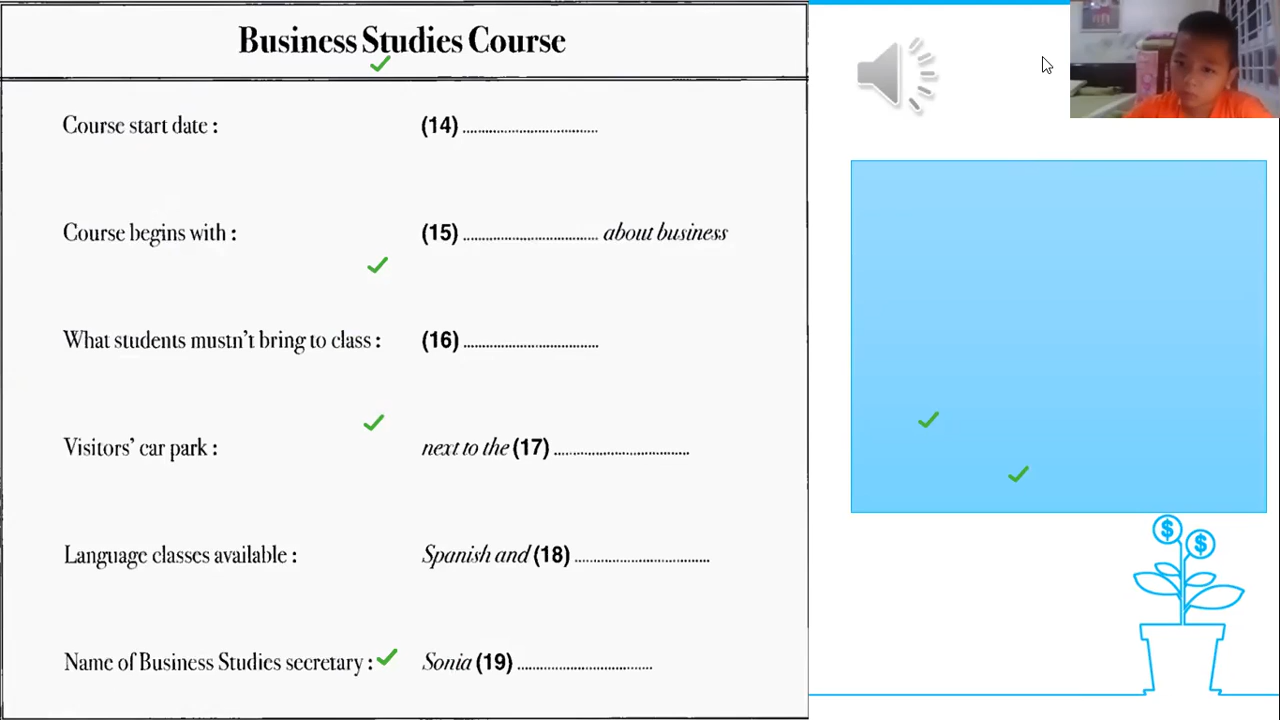 Business Studies Course
Course start date : (14) ........................................
Course begins with : (15) ........................................ about business
What students mustn't bring to class : (16) ........................................
Visitors' car park : next to the (17) ........................................
Language classes available : Spanish and (18) ........................................
Name of Business Studies secretary : Sonia (19) ........................................
$ $